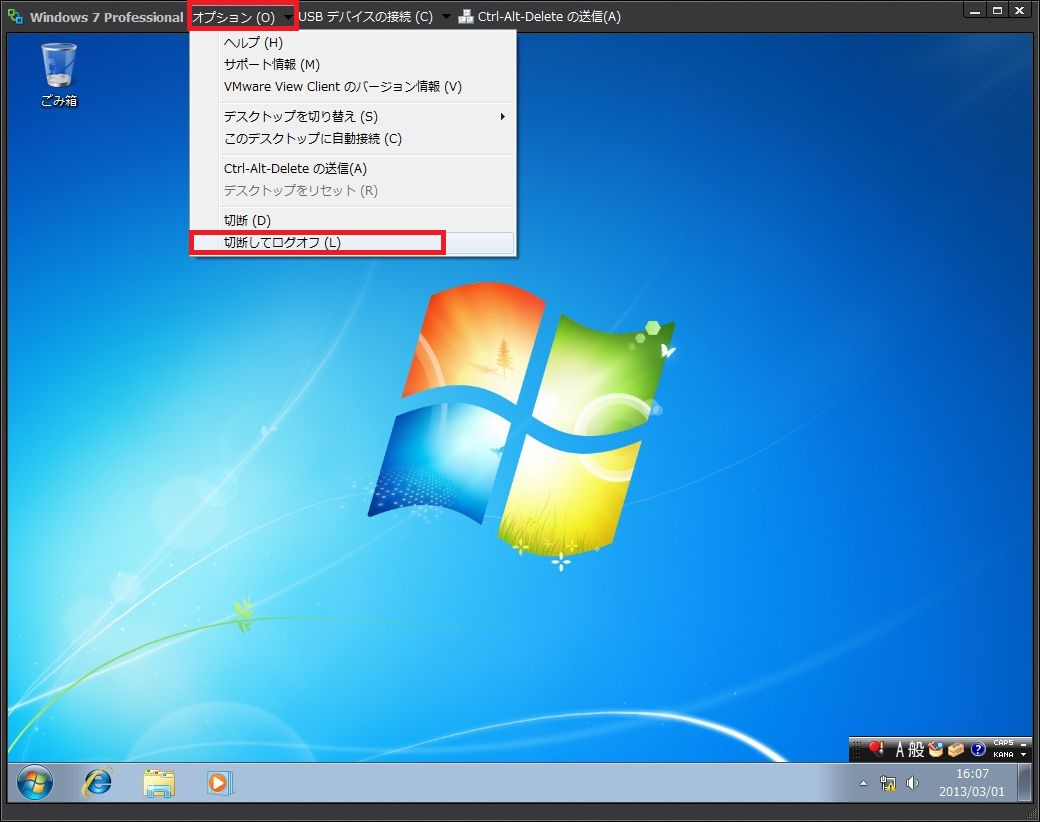 Windows 7 Professional オプション (O) USB デバイスの接続 (C) Ctrl-Alt-Delete の送信(A)
ヘルプ (H)
サポート情報 (M)
VMware View Client のバージョン情報 (V)
デスクトップを切り替え (S)
このデスクトップに自動接続 (C)
Ctrl-Alt-Delete の送信(A)
デスクトップをリセット (R)
切断 (D)
切断してログオフ (L)
ごみ箱
A 般 ? CAPS
KANA
16:07
2013/03/01